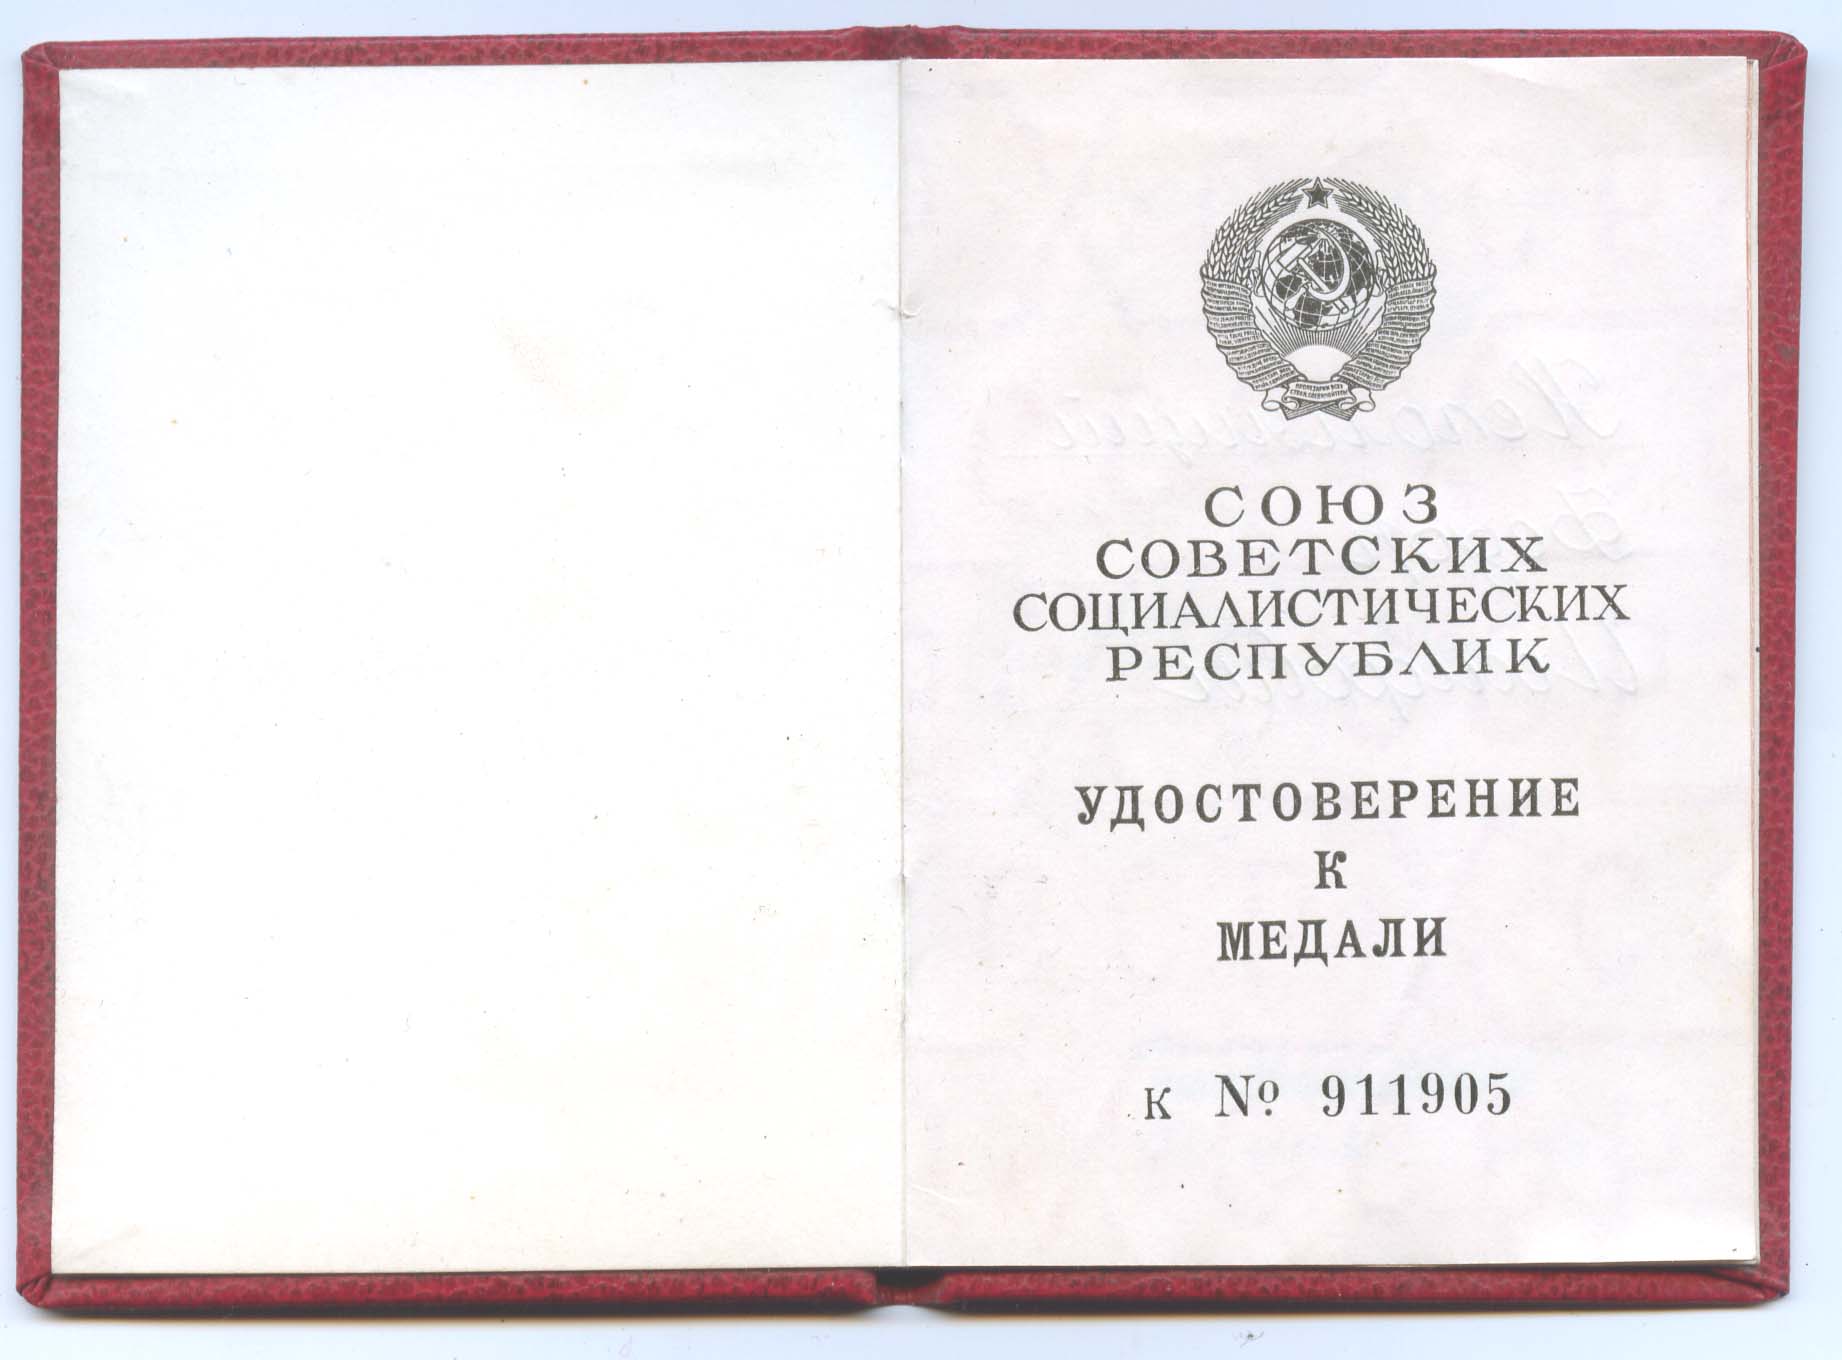 СОЮЗ
СОВЕТСКИХ
СОЦИАЛИСТИЧЕСКИХ
РЕСПУБЛИК
УДОСТОВЕРЕНИЕ
К
МЕДАЛИ
К № 911905